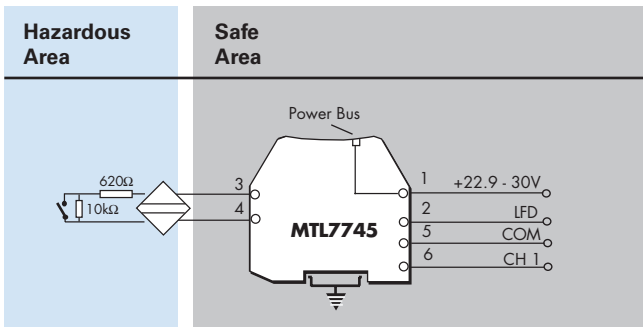 Hazardous
Area
Safe
Area
Power Bus
620Ω
10kΩ
3
4
MTL7745
1 +22.9 - 30V
2 LFD
5 COM
6 CH 1